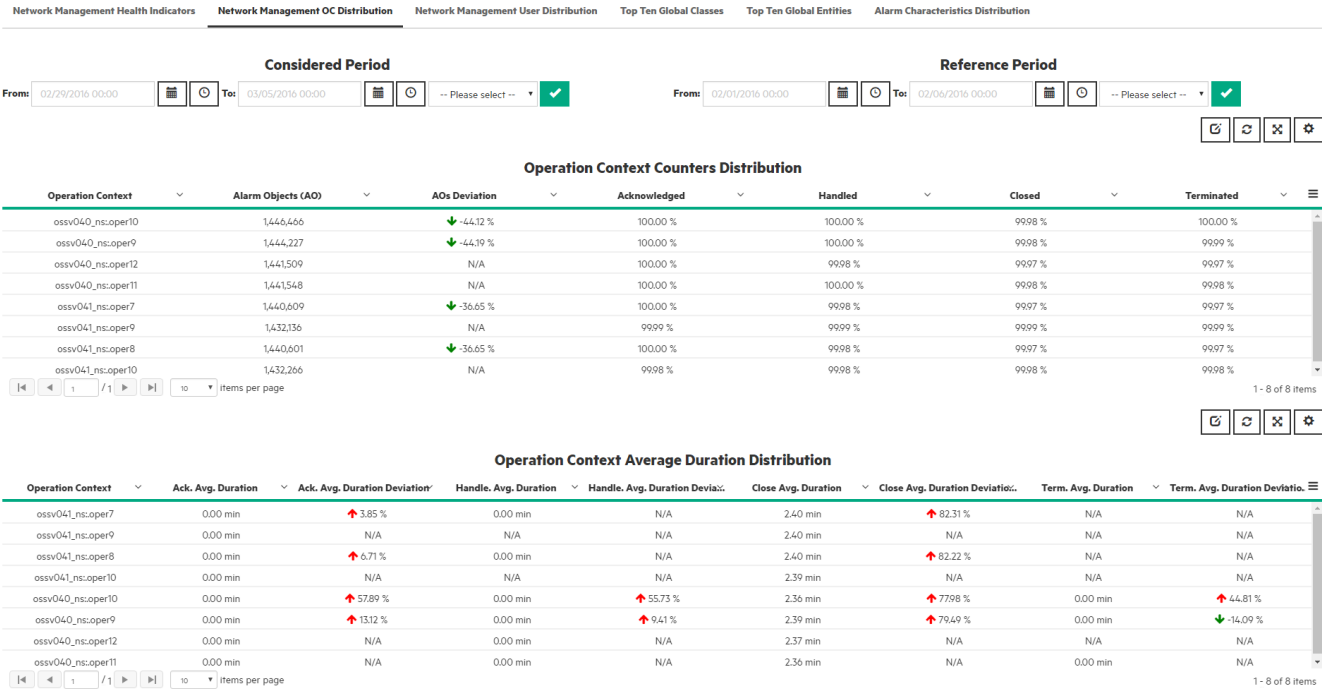 Network Management Health Indicators Network Management OC Distribution Network Management User Distribution Top Ten Global Classes Top Ten Global Entities Alarm Characteristics Distribution
Considered Period Reference Period
From: 02/29/2016 00:00 To: 03/05/2016 00:00 -- Please select -- From: 02/01/2016 00:00 To: 02/06/2016 00:00 -- Please select --
Operation Context Counters Distribution
Operation Context Alarm Objects (AO) AOs Deviation Acknowledged Handled Closed Terminated
ossv040_ns:.oper10 1,446,466 -44.12 % 100.00 % 100.00 % 99.98 % 100.00 %
ossv040_ns:.oper9 1,444,227 -44.19 % 100.00 % 100.00 % 99.98 % 99.99 %
ossv040_ns:.oper12 1,441,509 N/A 100.00 % 99.98 % 99.97 % 99.97 %
ossv040_ns:.oper11 1,441,548 N/A 100.00 % 100.00 % 99.98 % 99.98 %
ossv041_ns:.oper7 1,440,609 -36.65 % 100.00 % 99.98 % 99.97 % 99.97 %
ossv041_ns:.oper9 1,432,136 N/A 99.99 % 99.99 % 99.99 % 99.99 %
ossv041_ns:.oper8 1,440,601 -36.65 % 100.00 % 99.98 % 99.97 % 99.97 %
ossv041_ns:.oper10 1,432,266 N/A 99.98 % 99.98 % 99.98 % 99.98 %
1 / 1 10 items per page 1 - 8 of 8 items
Operation Context Average Duration Distribution
Operation Context Ack. Avg. Duration Ack. Avg. Duration Deviation Handle. Avg. Duration Handle. Avg. Duration Devia... Close Avg. Duration Close Avg. Duration Deviatio... Term. Avg. Duration Term. Avg. Duration Deviatio...
ossv041_ns:.oper7 0.00 min 3.85 % 0.00 min N/A 2.40 min 82.31 % N/A N/A
ossv041_ns:.oper9 0.00 min N/A N/A N/A 2.40 min N/A N/A N/A
ossv041_ns:.oper8 0.00 min 6.71 % 0.00 min N/A 2.40 min 82.22 % N/A N/A
ossv041_ns:.oper10 0.00 min N/A N/A N/A 2.39 min N/A N/A N/A
ossv040_ns:.oper10 0.00 min 57.89 % 0.00 min 55.73 % 2.36 min 77.98 % 0.00 min 44.81 %
ossv040_ns:.oper9 0.00 min 13.12 % 0.00 min 9.41 % 2.39 min 79.49 % 0.00 min -14.09 %
ossv040_ns:.oper12 0.00 min N/A 0.00 min N/A 2.37 min N/A N/A N/A
ossv040_ns:.oper11 0.00 min N/A 0.00 min N/A 2.36 min N/A 0.00 min N/A
1 / 1 10 items per page 1 - 8 of 8 items